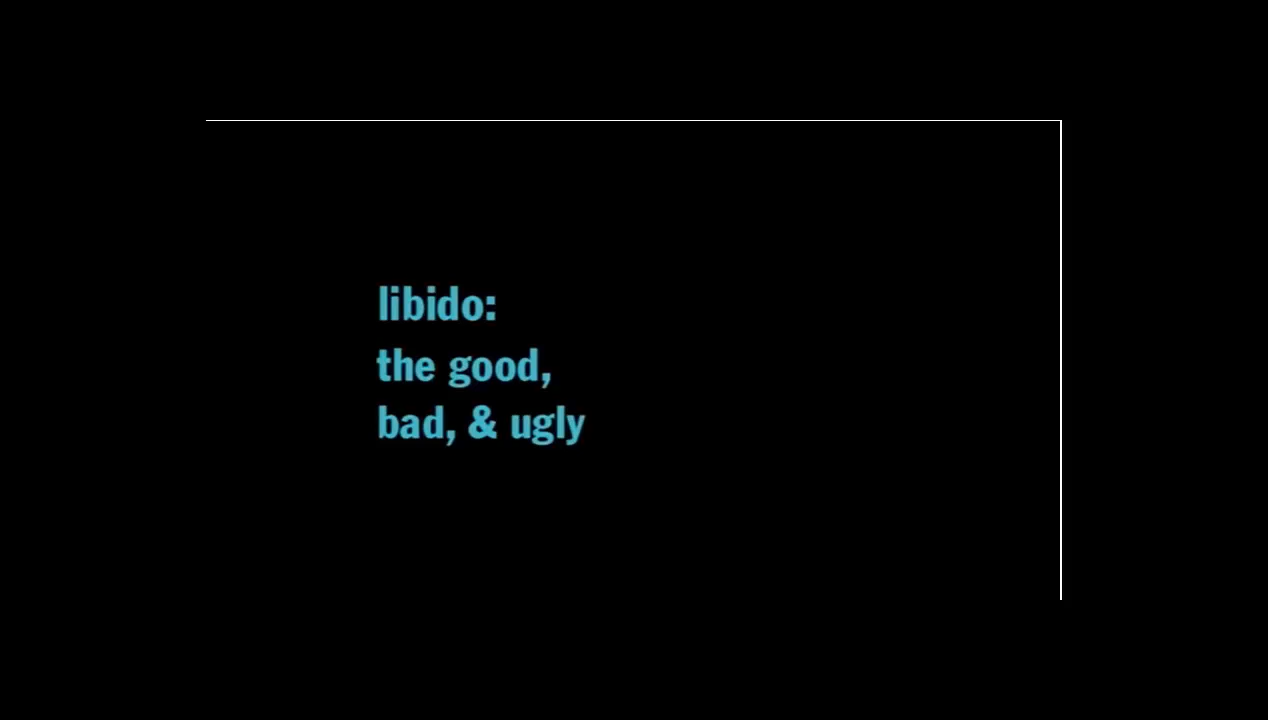 libido:
the good,
bad, & ugly